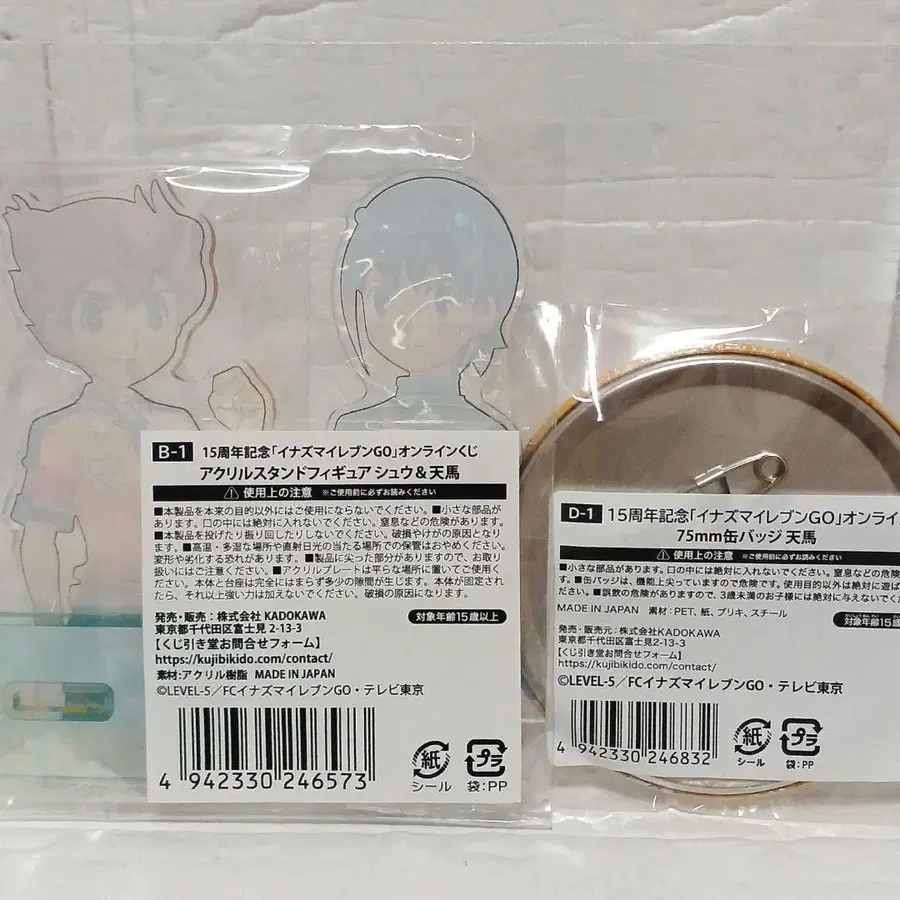 B-1 15周年記念「イナズマイレブンGO」オンラインくじ
アクリルスタンドフィギュア シュウ&天馬
使用上の注意 ※ご使用前に必ずお読みください
■本製品を本来の目的以外にはご使用にならないでください。■小さな部品が
あります。口の中には絶対に入れないでください。窒息などの危険があります。
■本製品を投げたり振り回したりしないでください。破損やけがの原因となりま
す。■高温・多湿な場所や直射日光の当たる場所での保管はおやめください。
変形や劣化する恐れがあります。■製品に尖った部分がありますので、お取り
扱いにはご注意ください。■アクリルプレートは平らな場所に置いてご使用く
ださい。本体と台座は完全にはまらず多少の隙間が生じます。本体が固定され
たら、それ以上強い力は加えないでください。破損の原因になります。
発売・販売：株式会社 KADOKAWA
東京都千代田区富士見 2-13-3
対象年齢15歳以上
【くじ引き堂お問合せフォーム】
https://kujibikido.com/contact/
素材:アクリル樹脂 MADE IN JAPAN
©LEVEL-5／FCイナズマイレブンGO・テレビ東京
4 942330 246573
紙
シール
プラ
袋:PP
D-1 15周年記念「イナズマイレブンGO」オンライ
75mm缶バッジ 天馬
使用上の注意 ※ご使用前に必ずお読みください
■小さな部品があります。口の中には絶対に入れないでください。窒息などの危険
す。■缶バッジは、機能上尖っていますので危険です。使用目的以外は絶対に遊ば
ださい。■誤飲の危険がありますので、3歳未満のお子様には絶対に与えないでくだ
MADE IN JAPAN 素材：PET、紙、ブリキ、スチール
発売・販売元：株式会社KADOKAWA
東京都千代田区富士見2-13-3
対象年齢15歳
【くじ引き堂お問合せフォーム】
https://kujibikido.com/contact/
©LEVEL-5／FCイナズマイレブンGO・テレビ東京
4 942330 246832
紙
シール
プラ
袋:PP